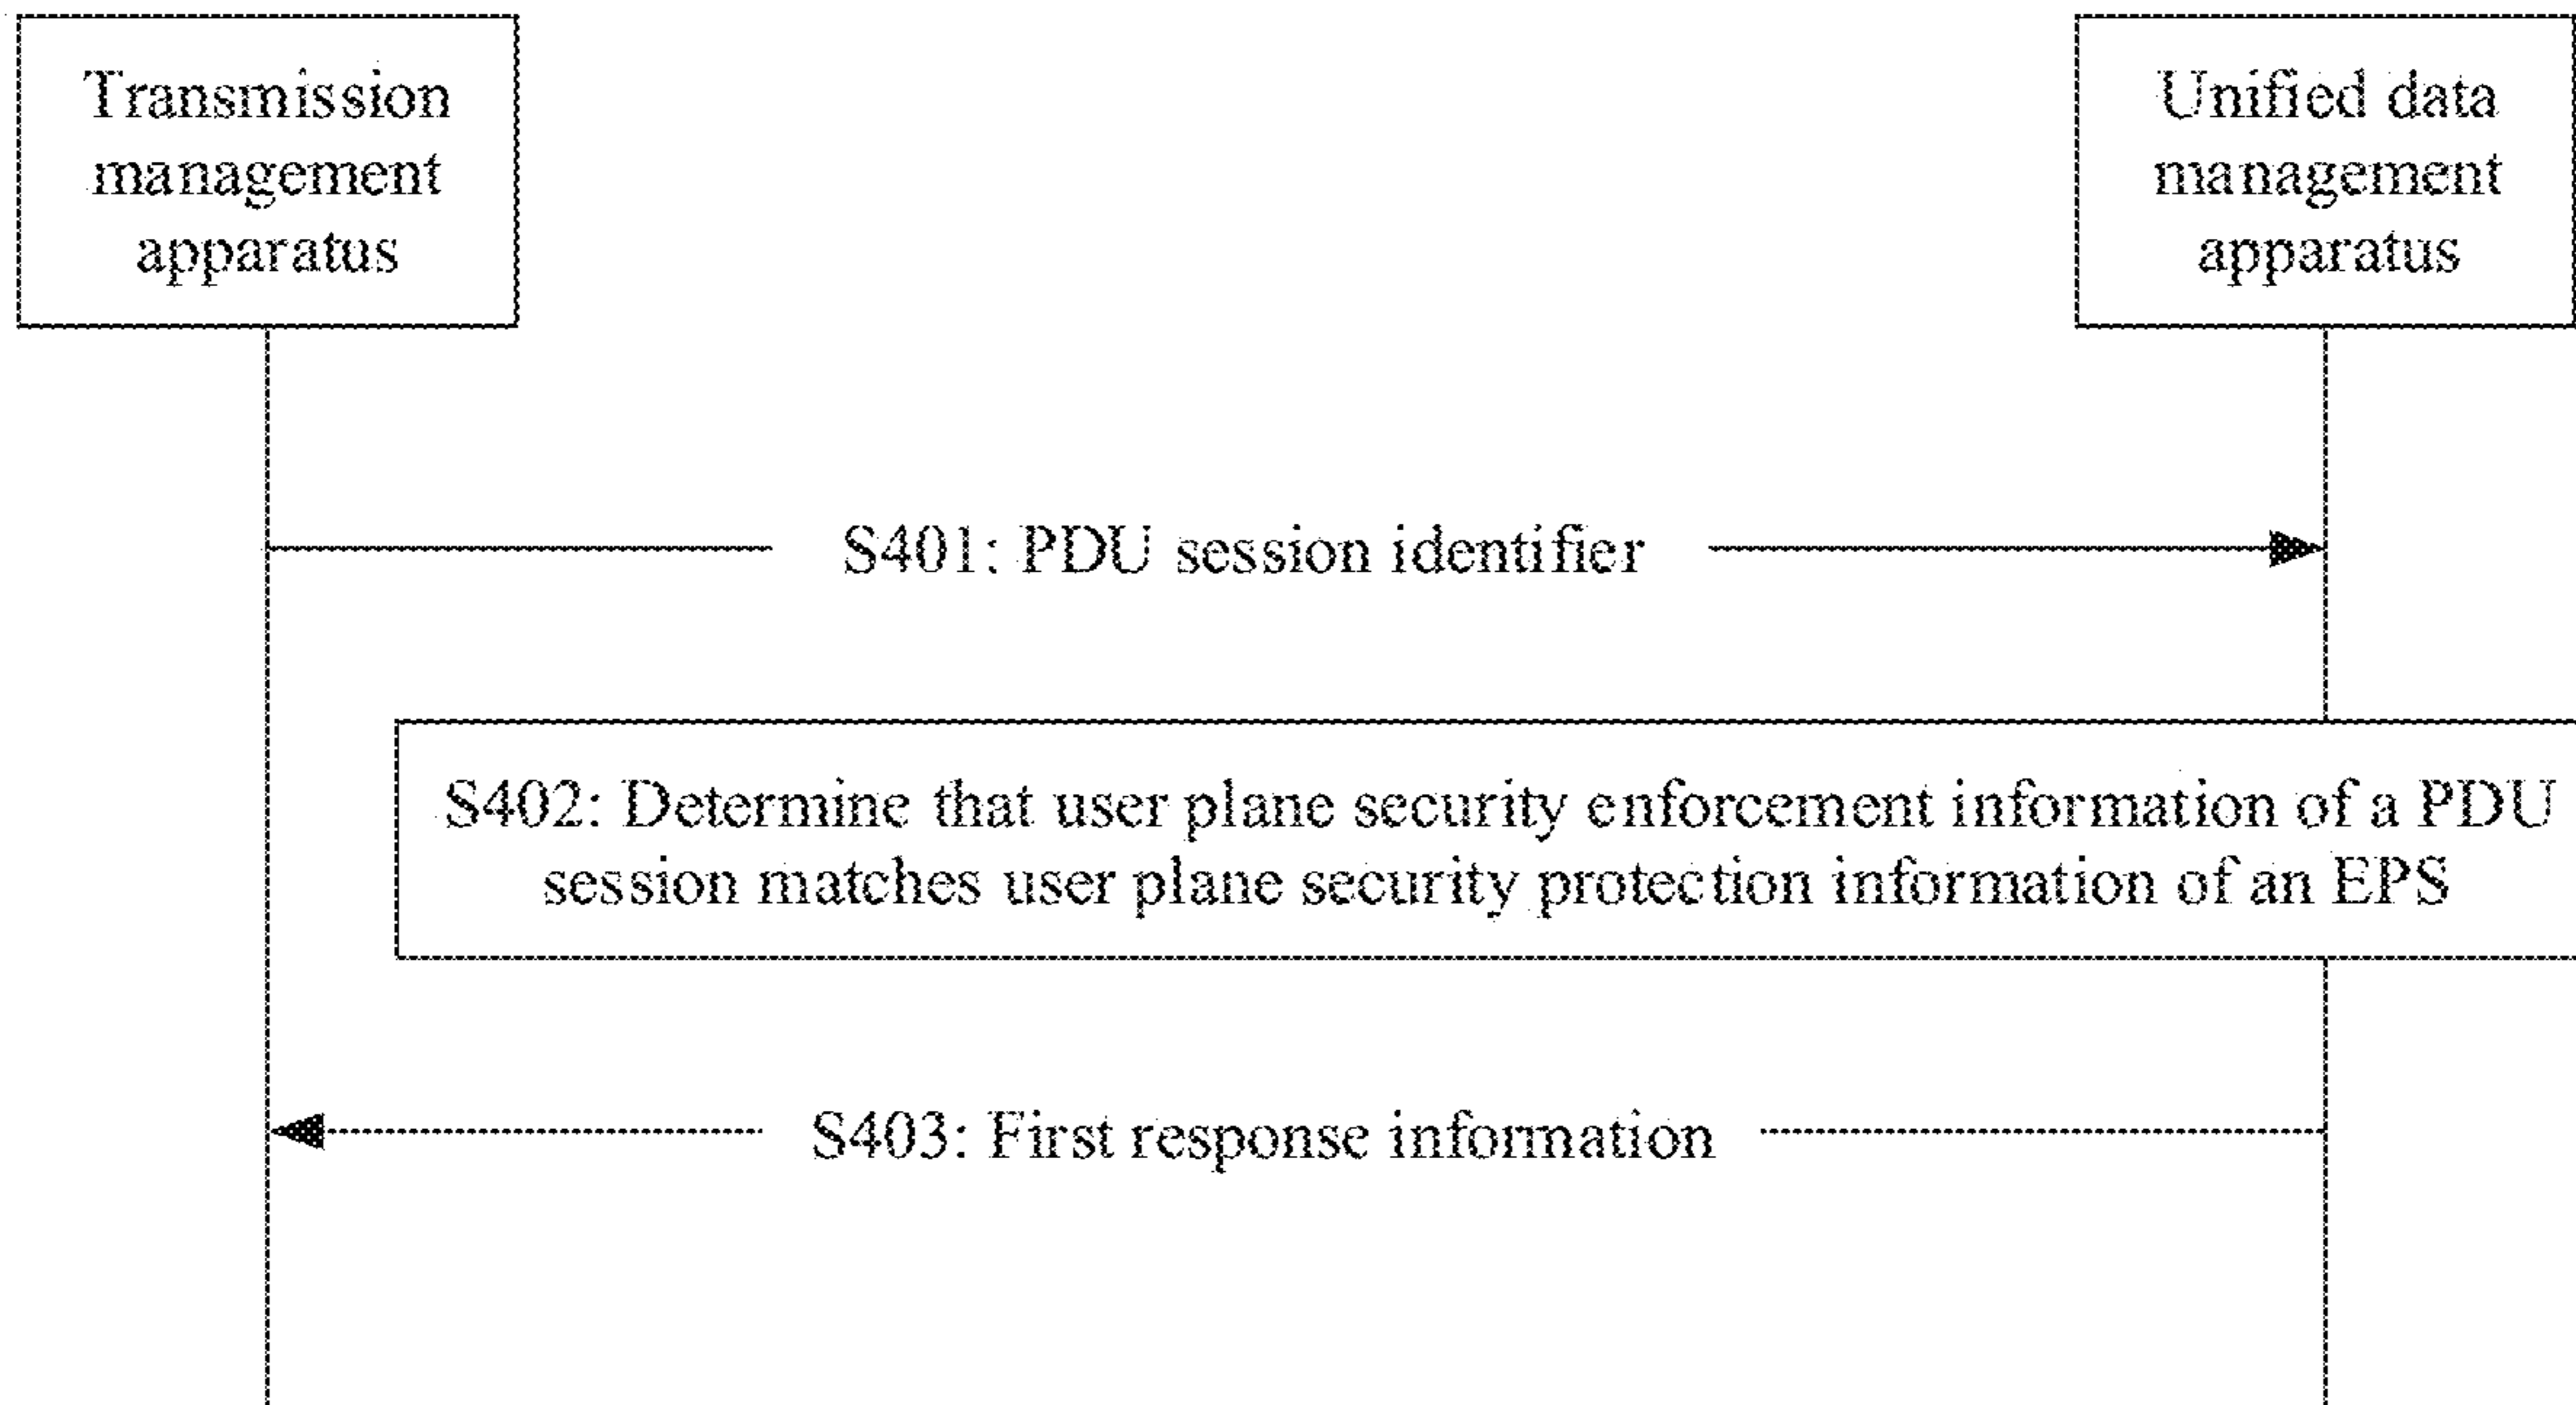 Transmission
management
apparatus
Unified data
management
apparatus
S401: PDU session identifier
S402: Determine that user plane security enforcement information of a PDU
session matches user plane security protection information of an EPS
S403: First response information